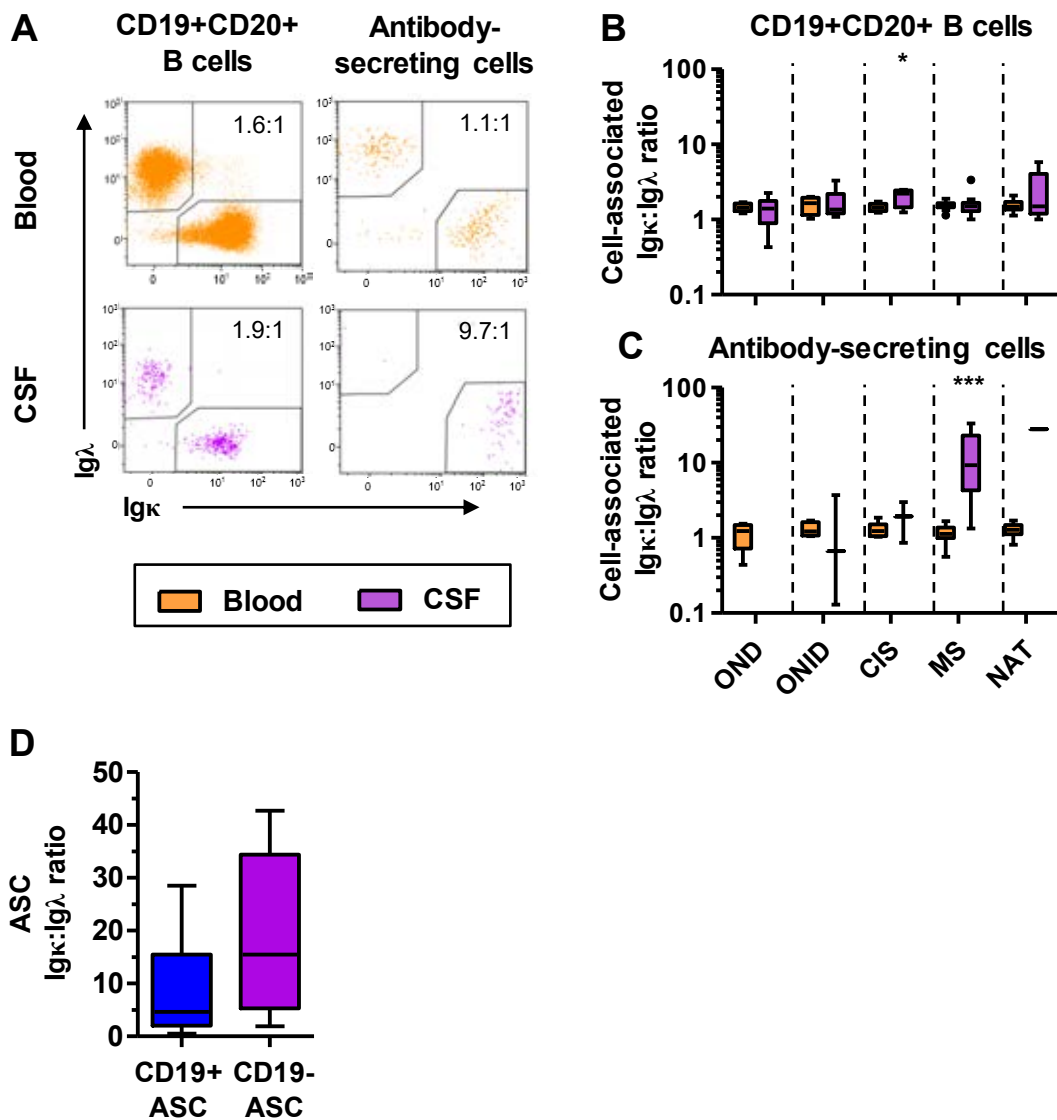 A
CD19+CD20+
B cells
Antibody-
secreting cells
Blood
CSF
1.6:1
1.1:1
1.9:1
9.7:1
Igλ
Igκ
Blood
CSF
B
CD19+CD20+ B cells
Cell-associated
Igκ:Igλ ratio
100
10
1
0.1
*
C
Antibody-secreting cells
Cell-associated
Igκ:Igλ ratio
100
10
1
0.1
***
OND
ONID
CIS
MS
NAT
D
ASC
Igκ:Igλ ratio
50
40
30
20
10
0
CD19+
ASC
CD19-
ASC